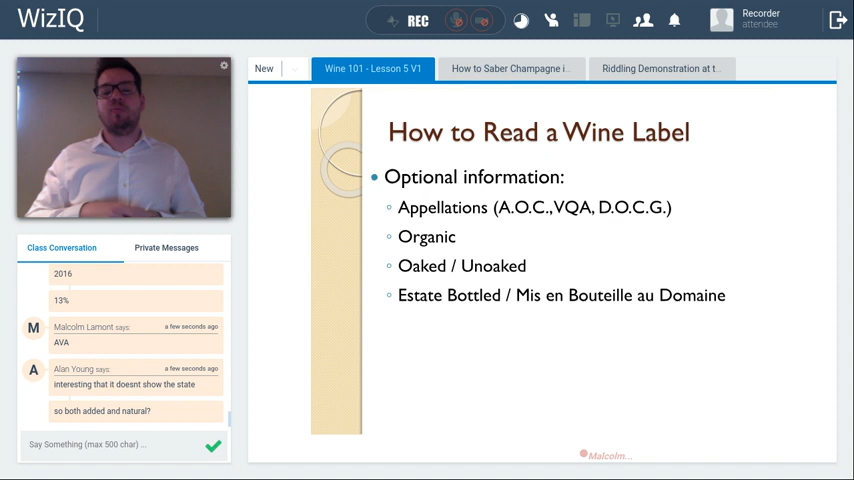 WizIQ
REC
Recorder
attendee
New
Wine 101 - Lesson 5 V1
How to Saber Champagne i..
Riddling Demonstration at t..
How to Read a Wine Label
Optional information:
Appellations (A.O.C.,VQA, D.O.C.G.)
Organic
Oaked / Unoaked
Estate Bottled / Mis en Bouteille au Domaine
Malcolm...
Class Conversation
Private Messages
2016
13%
M
Malcolm Lamont says:
a few seconds ago
AVA
A
Alan Young says:
a few seconds ago
interesting that it doesnt show the state
so both added and natural?
Say Something (max 500 char) ...